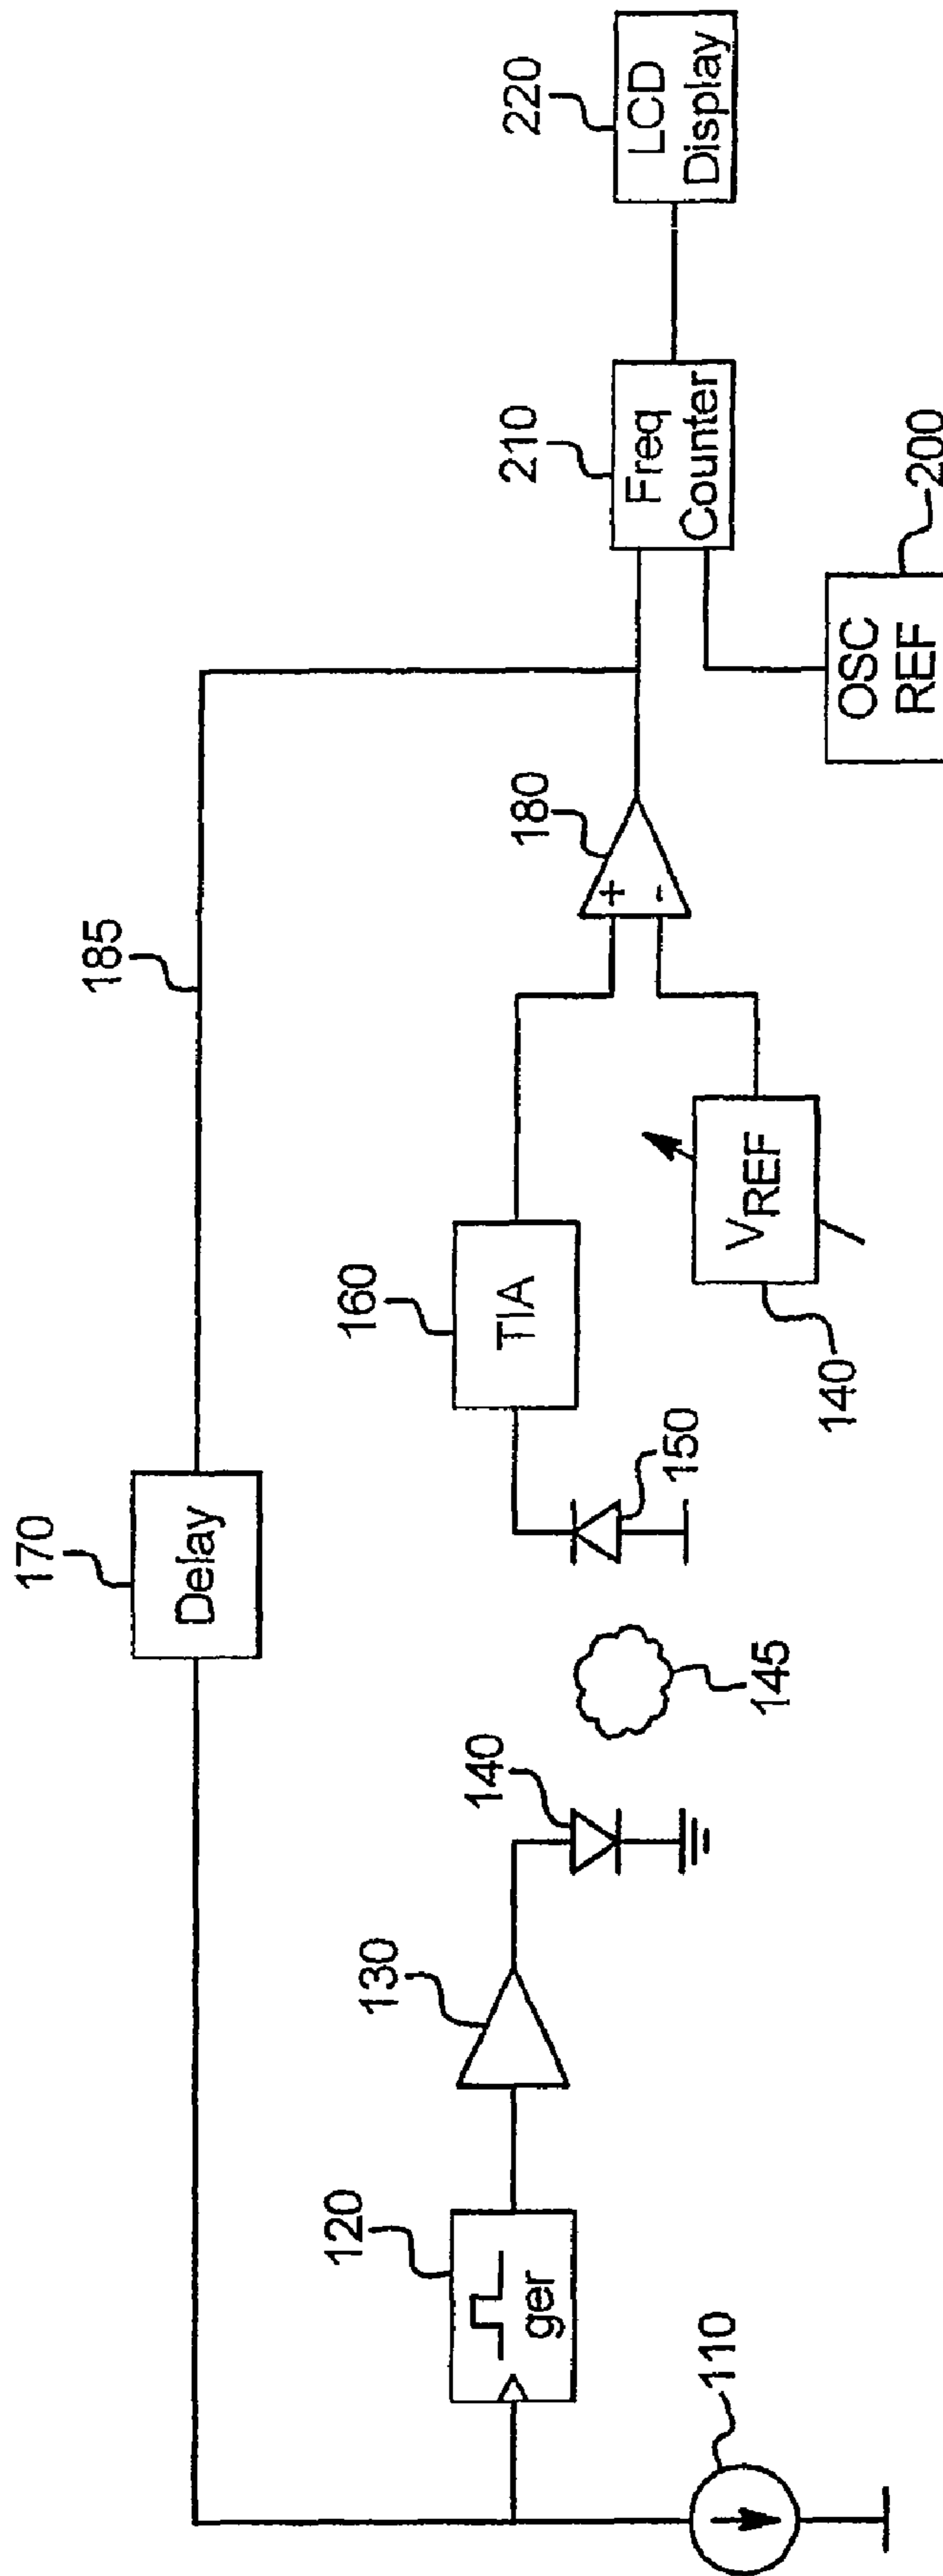 170
Delay
185
120
ger
130
140
145
150
160
TIA
140
VREF
180
+
-
210
Freq
Counter
220
LCD
Display
OSC
REF
200
110